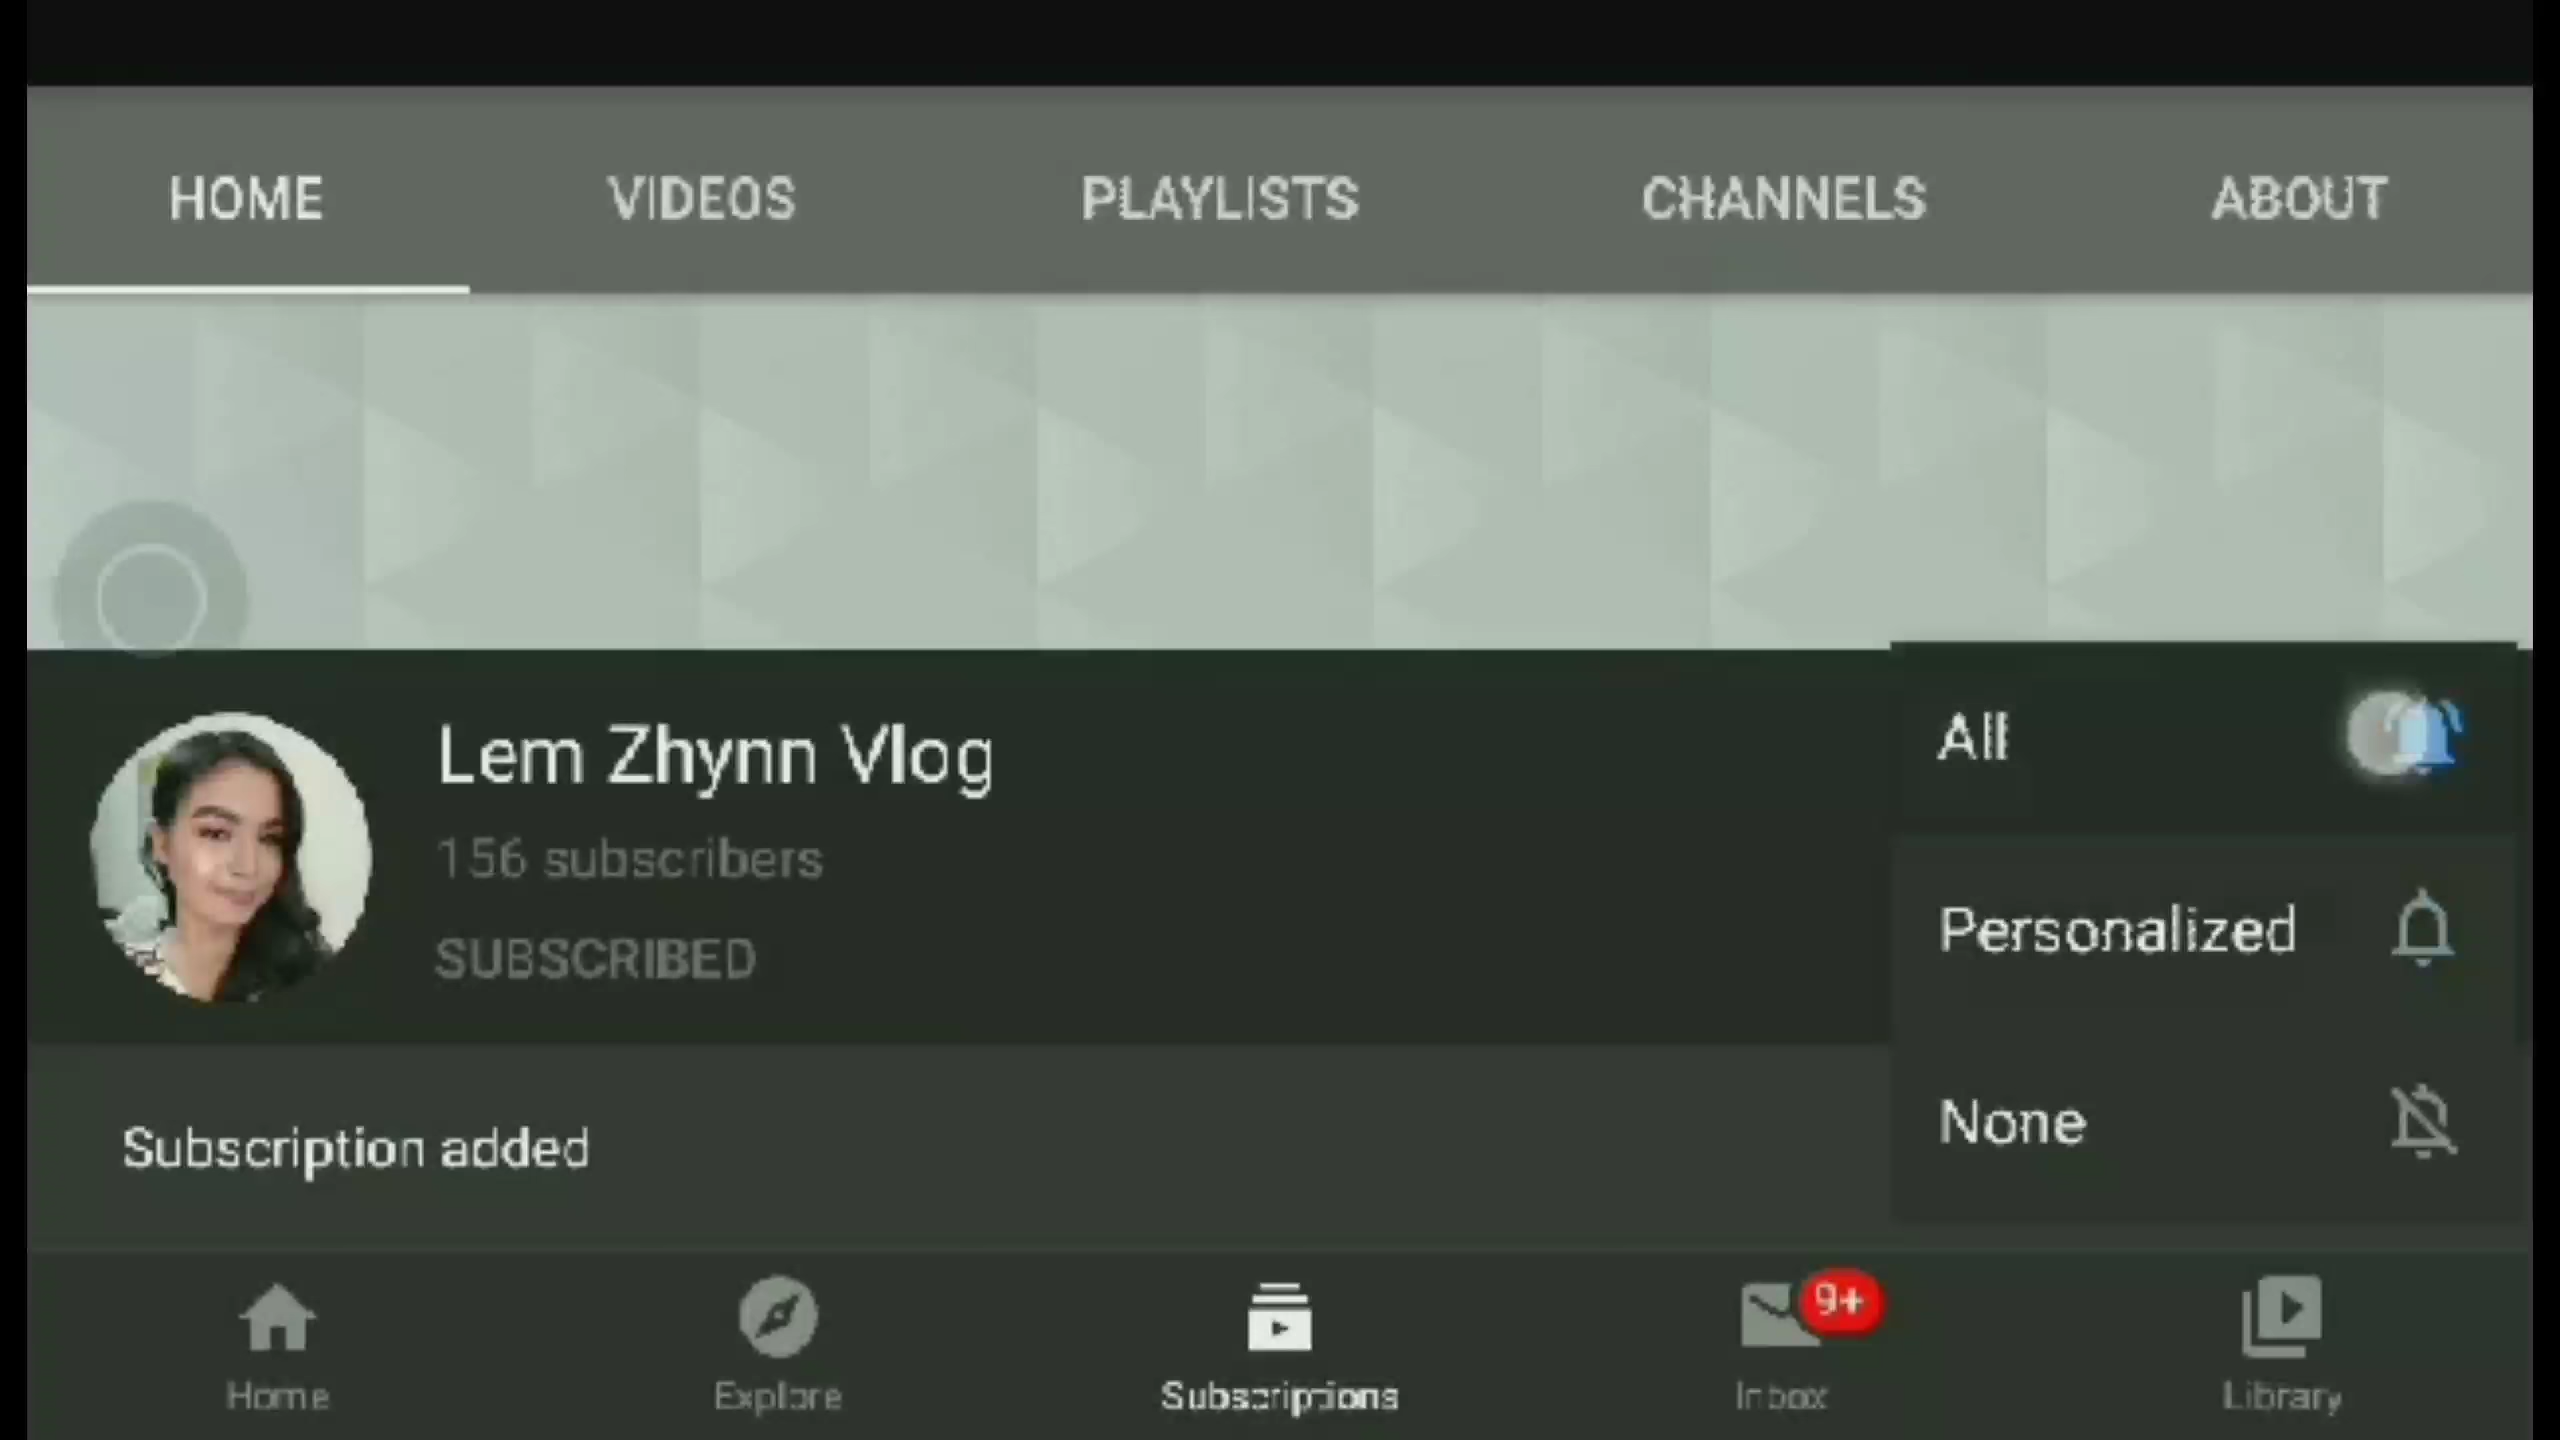 HOME VIDEOS PLAYLISTS CHANNELS ABOUT
Lem Zhynn Vlog
156 subscribers
SUBSCRIBED
All
Personalized
None
Subscription added
9+
Home Explore Subscriptions Inbox Library